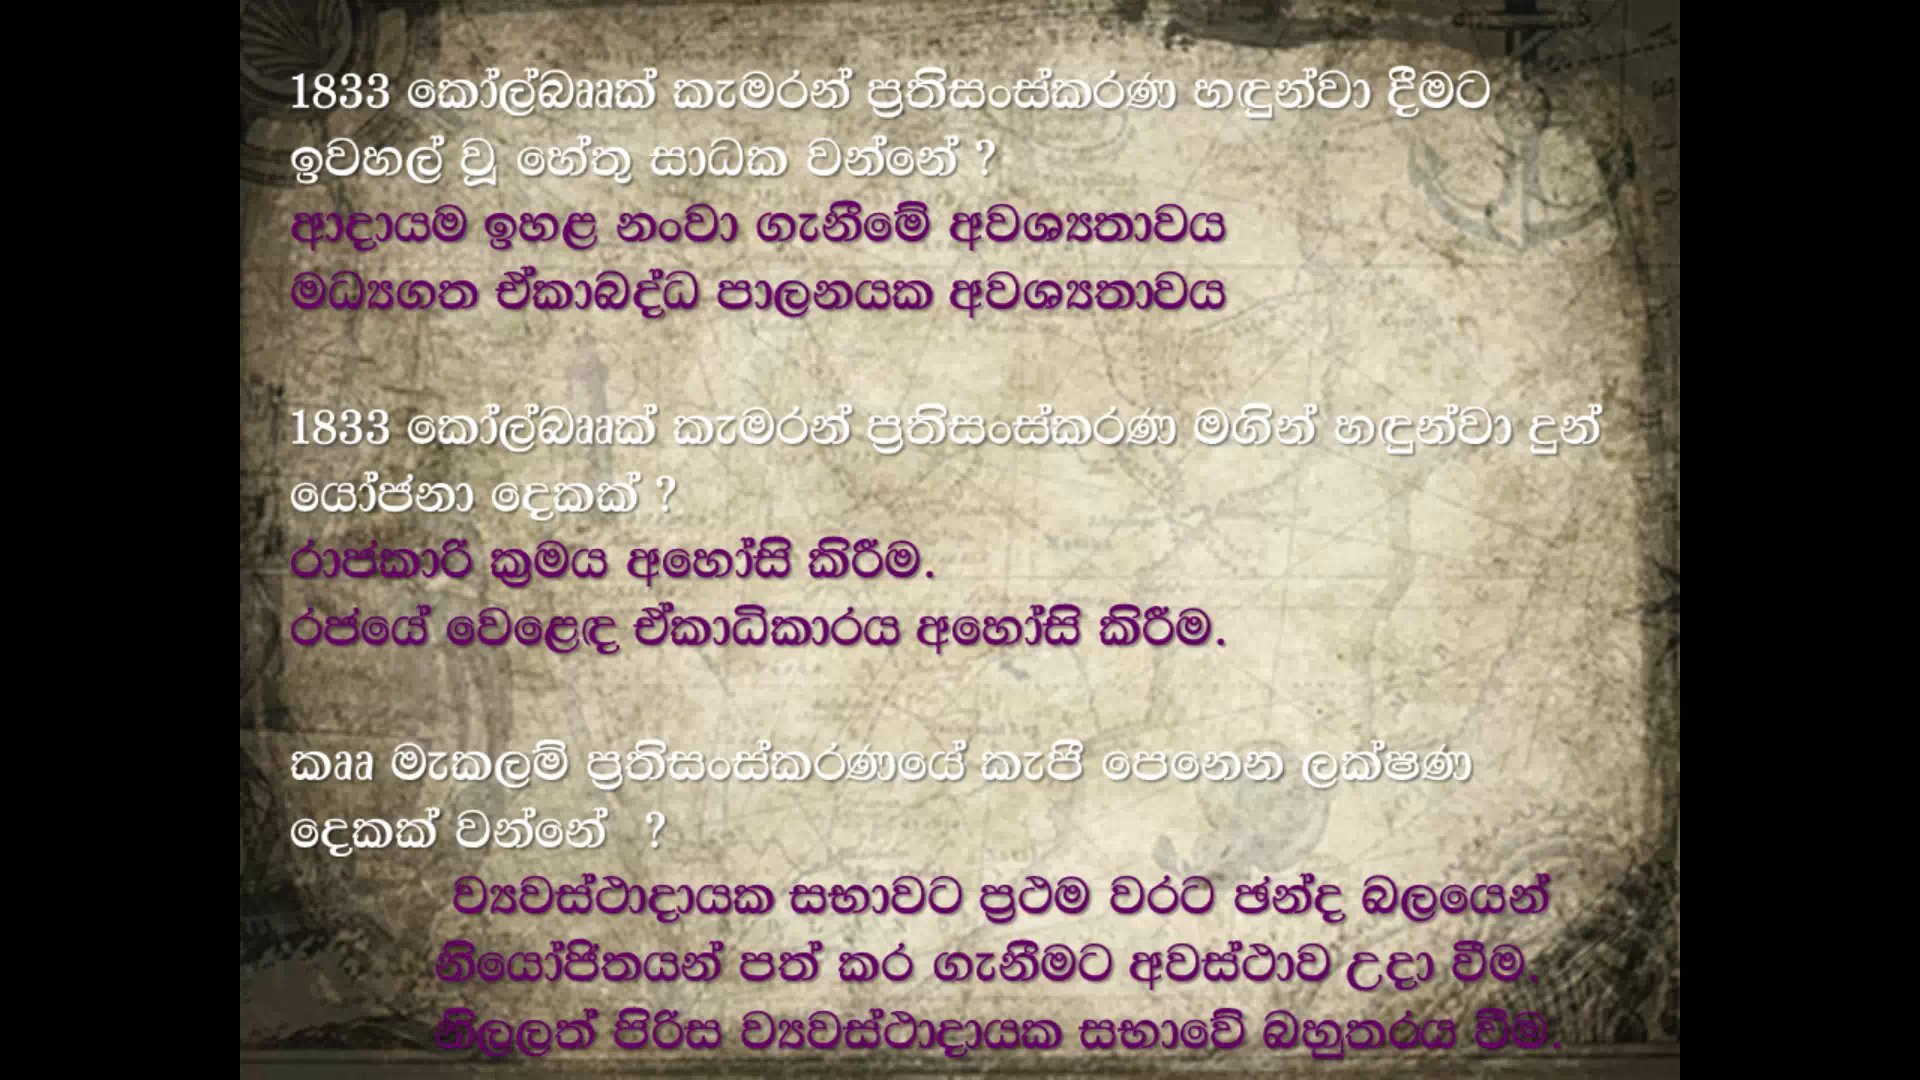 1833 කෝල්බෲක් කැමරන් ප්‍රතිසංස්කරණ හඳුන්වා දීමට
ඉවහල් වූ හේතු සාධක වන්නේ ?
ආදායම ඉහළ නංවා ගැනීමේ අවශ්‍යතාවය
මධ්‍යගත ඒකාබද්ධ පාලනයක අවශ්‍යතාවය
1833 කෝල්බෲක් කැමරන් ප්‍රතිසංස්කරණ මගින් හඳුන්වා දුන්
යෝජනා දෙකක් ?
රාජකාරි ක්‍රමය අහෝසි කිරීම.
රජයේ වෙළෙඳ ඒකාධිකාරය අහෝසි කිරීම.
කෲ මැකලම් ප්‍රතිසංස්කරණයේ කැපී පෙනෙන ලක්ෂණ
දෙකක් වන්නේ ?
ව්‍යවස්ථාදායක සභාවට ප්‍රථම වරට ඡන්ද බලයෙන්
නියෝජිතයන් පත් කර ගැනීමට අවස්ථාව උදා වීම.
නිලලත් පිරිස ව්‍යවස්ථාදායක සභාවේ බහුතරය වීම.